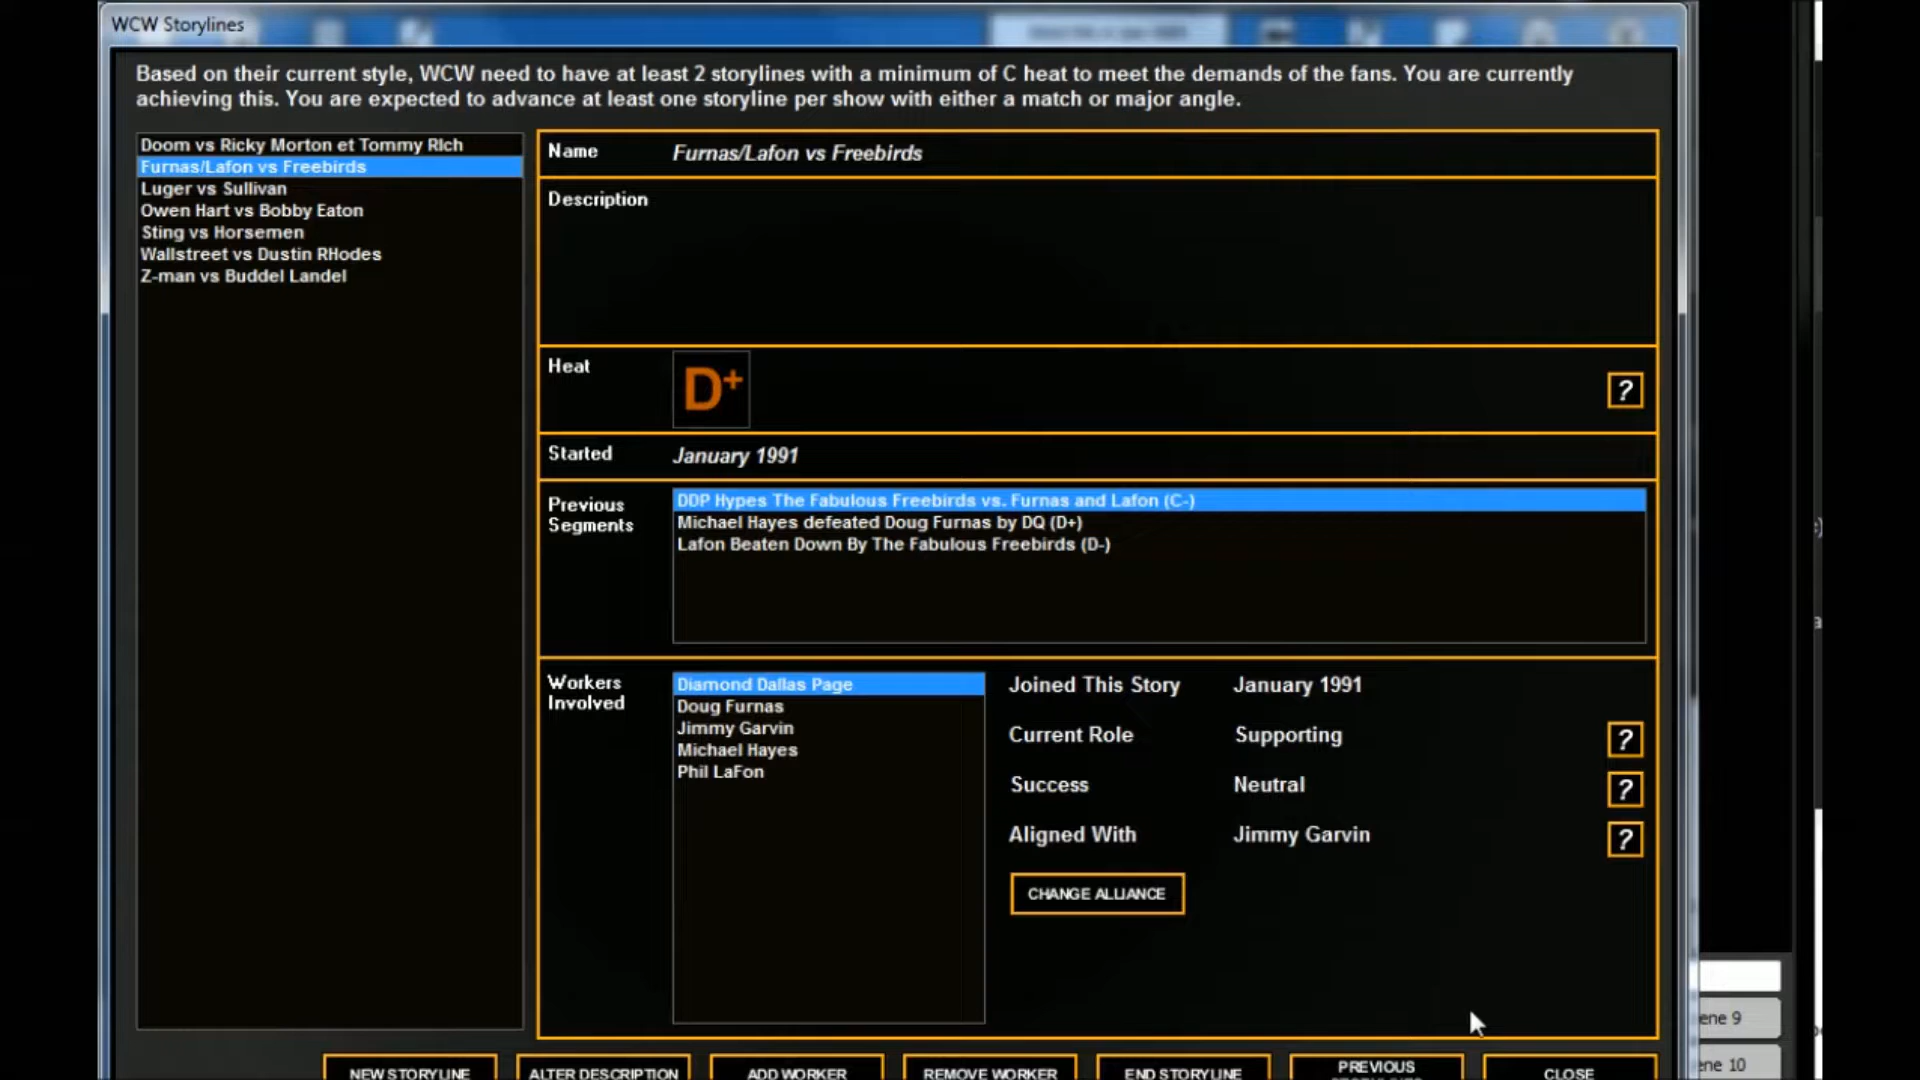 WCW Storylines
Based on their current style, WCW need to have at least 2 storylines with a minimum of C heat to meet the demands of the fans. You are currently
achieving this. You are expected to advance at least one storyline per show with either a match or major angle.
Doom vs Ricky Morton et Tommy RIch
Furnas/Lafon vs Freebirds
Luger vs Sullivan
Owen Hart vs Bobby Eaton
Sting vs Horsemen
Wallstreet vs Dustin RHodes
Z-man vs Buddel Landel
Name
Furnas/Lafon vs Freebirds
Description
Heat
D+
?
Started
January 1991
Previous
Segments
DDP Hypes The Fabulous Freebirds vs. Furnas and Lafon (C-)
Michael Hayes defeated Doug Furnas by DQ (D+)
Lafon Beaten Down By The Fabulous Freebirds (D-)
Workers
Involved
Diamond Dallas Page
Doug Furnas
Jimmy Garvin
Michael Hayes
Phil LaFon
Joined This Story
January 1991
Current Role
Supporting
?
Success
Neutral
?
Aligned With
Jimmy Garvin
?
CHANGE ALLIANCE
ene 9
ene 10
NEW STORYLINE
ALTER DESCRIPTION
ADD WORKER
REMOVE WORKER
END STORYLINE
PREVIOUS
CLOSE